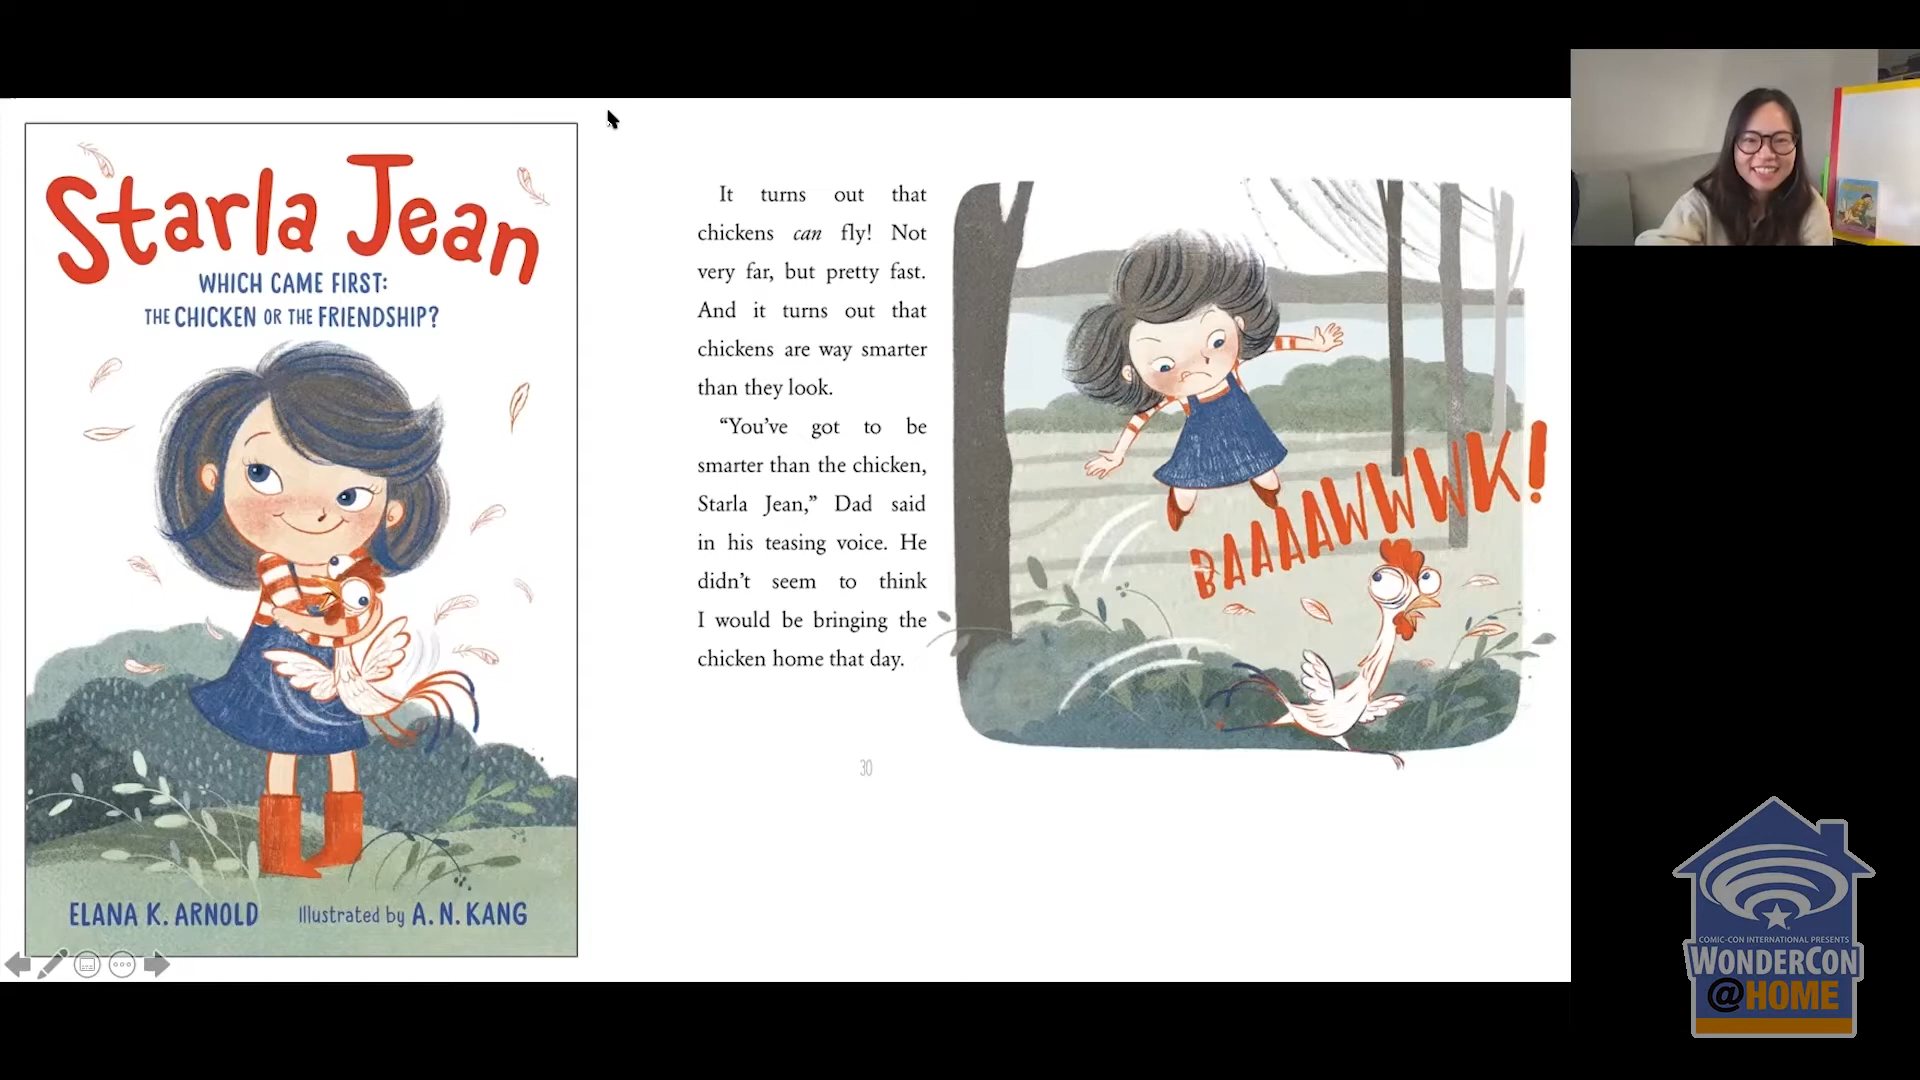 Starla Jean
WHICH CAME FIRST:
THE CHICKEN OR THE FRIENDSHIP?
ELANA K. ARNOLD Illustrated by A. N. KANG
It turns out that
chickens can fly! Not
very far, but pretty fast.
And it turns out that
chickens are way smarter
than they look.
“You’ve got to be
smarter than the chicken,
Starla Jean,” Dad said
in his teasing voice. He
didn’t seem to think
I would be bringing the
chicken home that day.
30
BAAAAWWWK!
COMIC-CON INTERNATIONAL PRESENTS
WONDERCON
@HOME